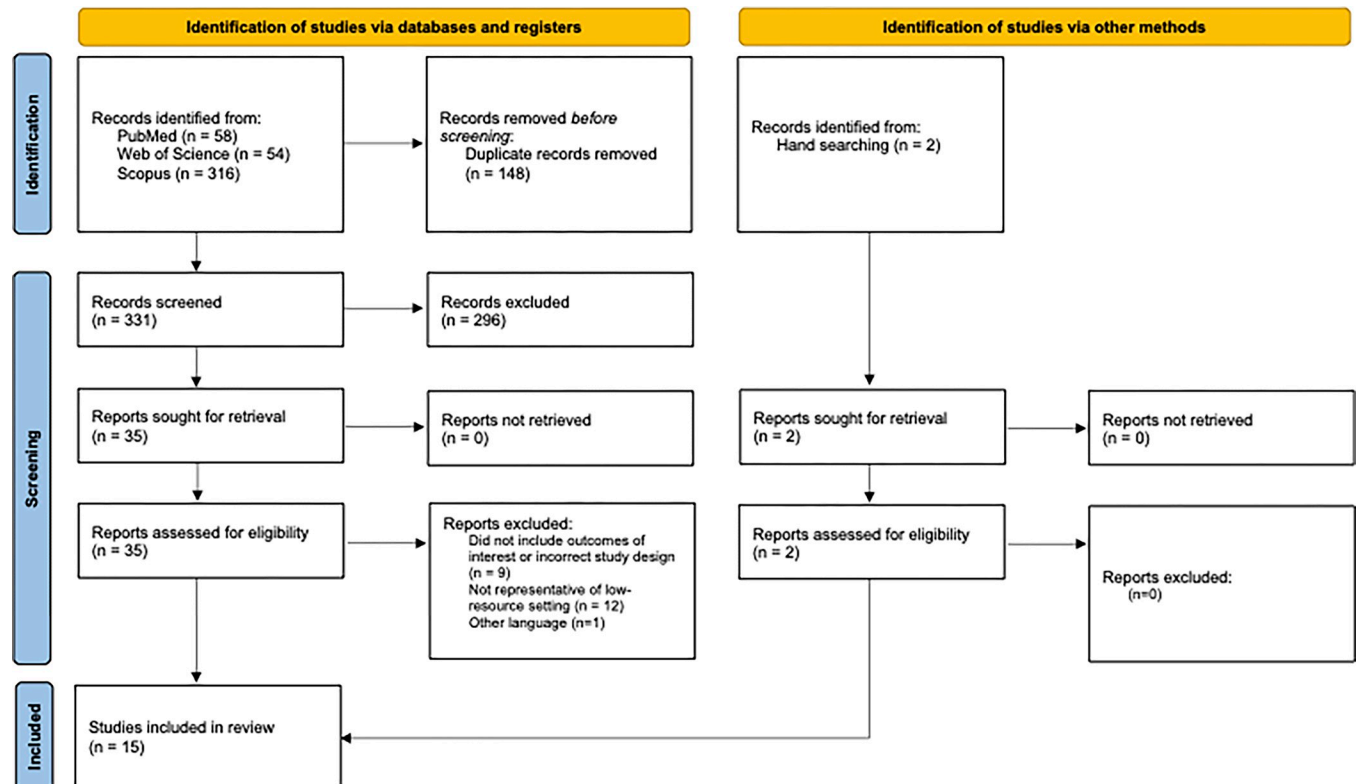 Identification of studies via databases and registers
Identification of studies via other methods
Identification
Records identified from:
PubMed (n = 58)
Web of Science (n = 54)
Scopus (n = 316)
Records removed before
screening:
Duplicate records removed
(n = 148)
Records identified from:
Hand searching (n = 2)
Screening
Records screened
(n = 331)
Records excluded
(n = 296)
Reports sought for retrieval
(n = 35)
Reports not retrieved
(n = 0)
Reports sought for retrieval
(n = 2)
Reports not retrieved
(n = 0)
Reports assessed for eligibility
(n = 35)
Reports excluded:
Did not include outcomes of
interest or incorrect study design
(n = 9)
Not representative of low-
resource setting (n = 12)
Other language (n=1)
Reports assessed for eligibility
(n = 2)
Reports excluded:
(n=0)
Included
Studies included in review
(n = 15)